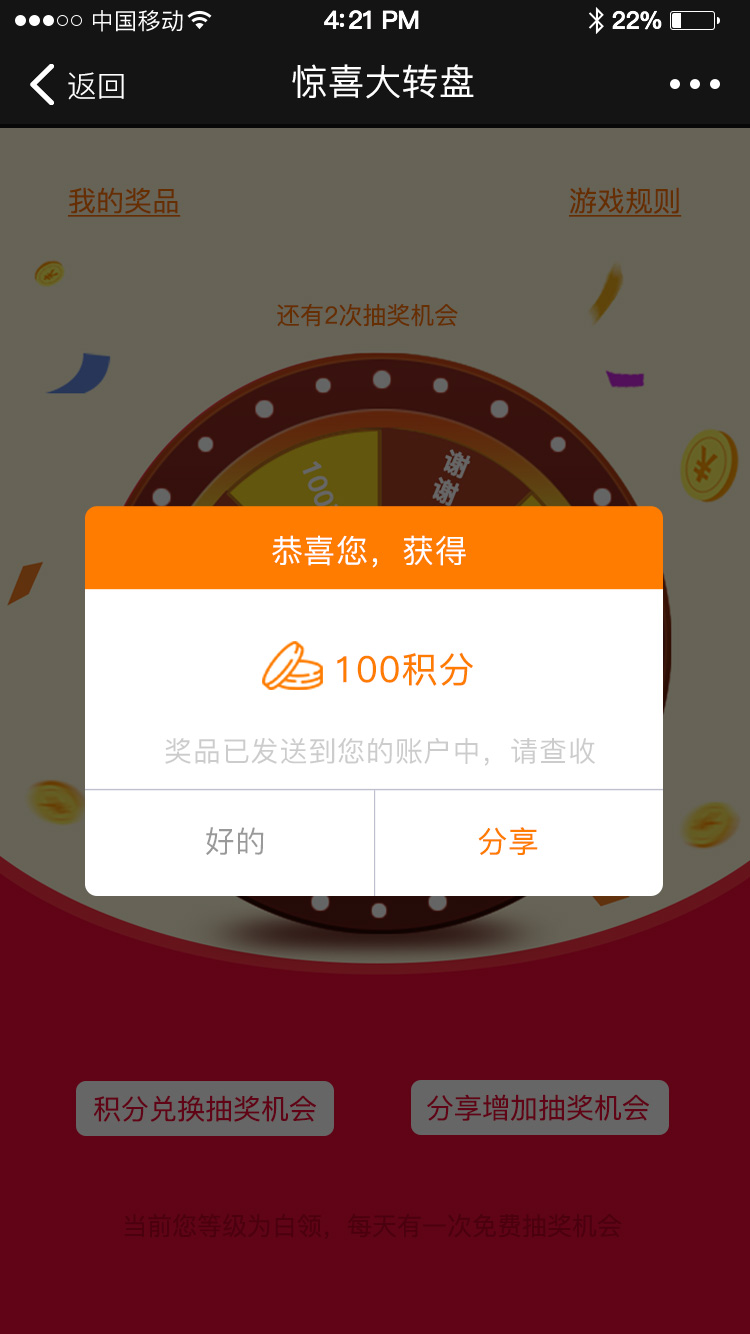 中国移动
4:21 PM
22%
返回
惊喜大转盘
我的奖品
游戏规则
还有2次抽奖机会
100
谢谢
恭喜您，获得
100积分
奖品已发送到您的账户中，请查收
好的
分享
积分兑换抽奖机会
分享增加抽奖机会
当前您等级为白领，每天有一次免费抽奖机会